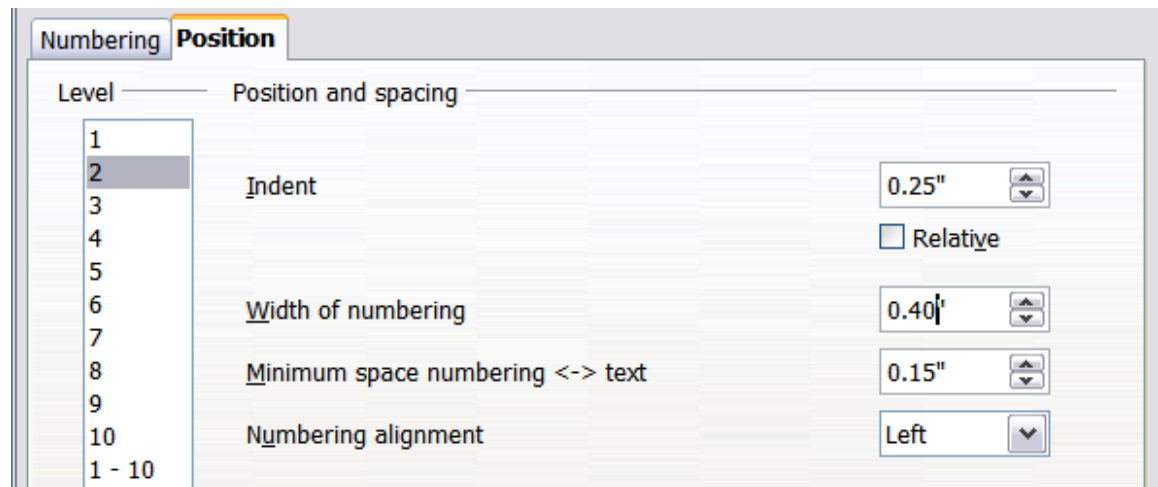 Numbering Position
Level Position and spacing
1
2
Indent 0.25"
3
4
Relative
5
6
Width of numbering 0.40"
7
8
Minimum space numbering <-> text 0.15"
9
10
Numbering alignment Left
1 - 10